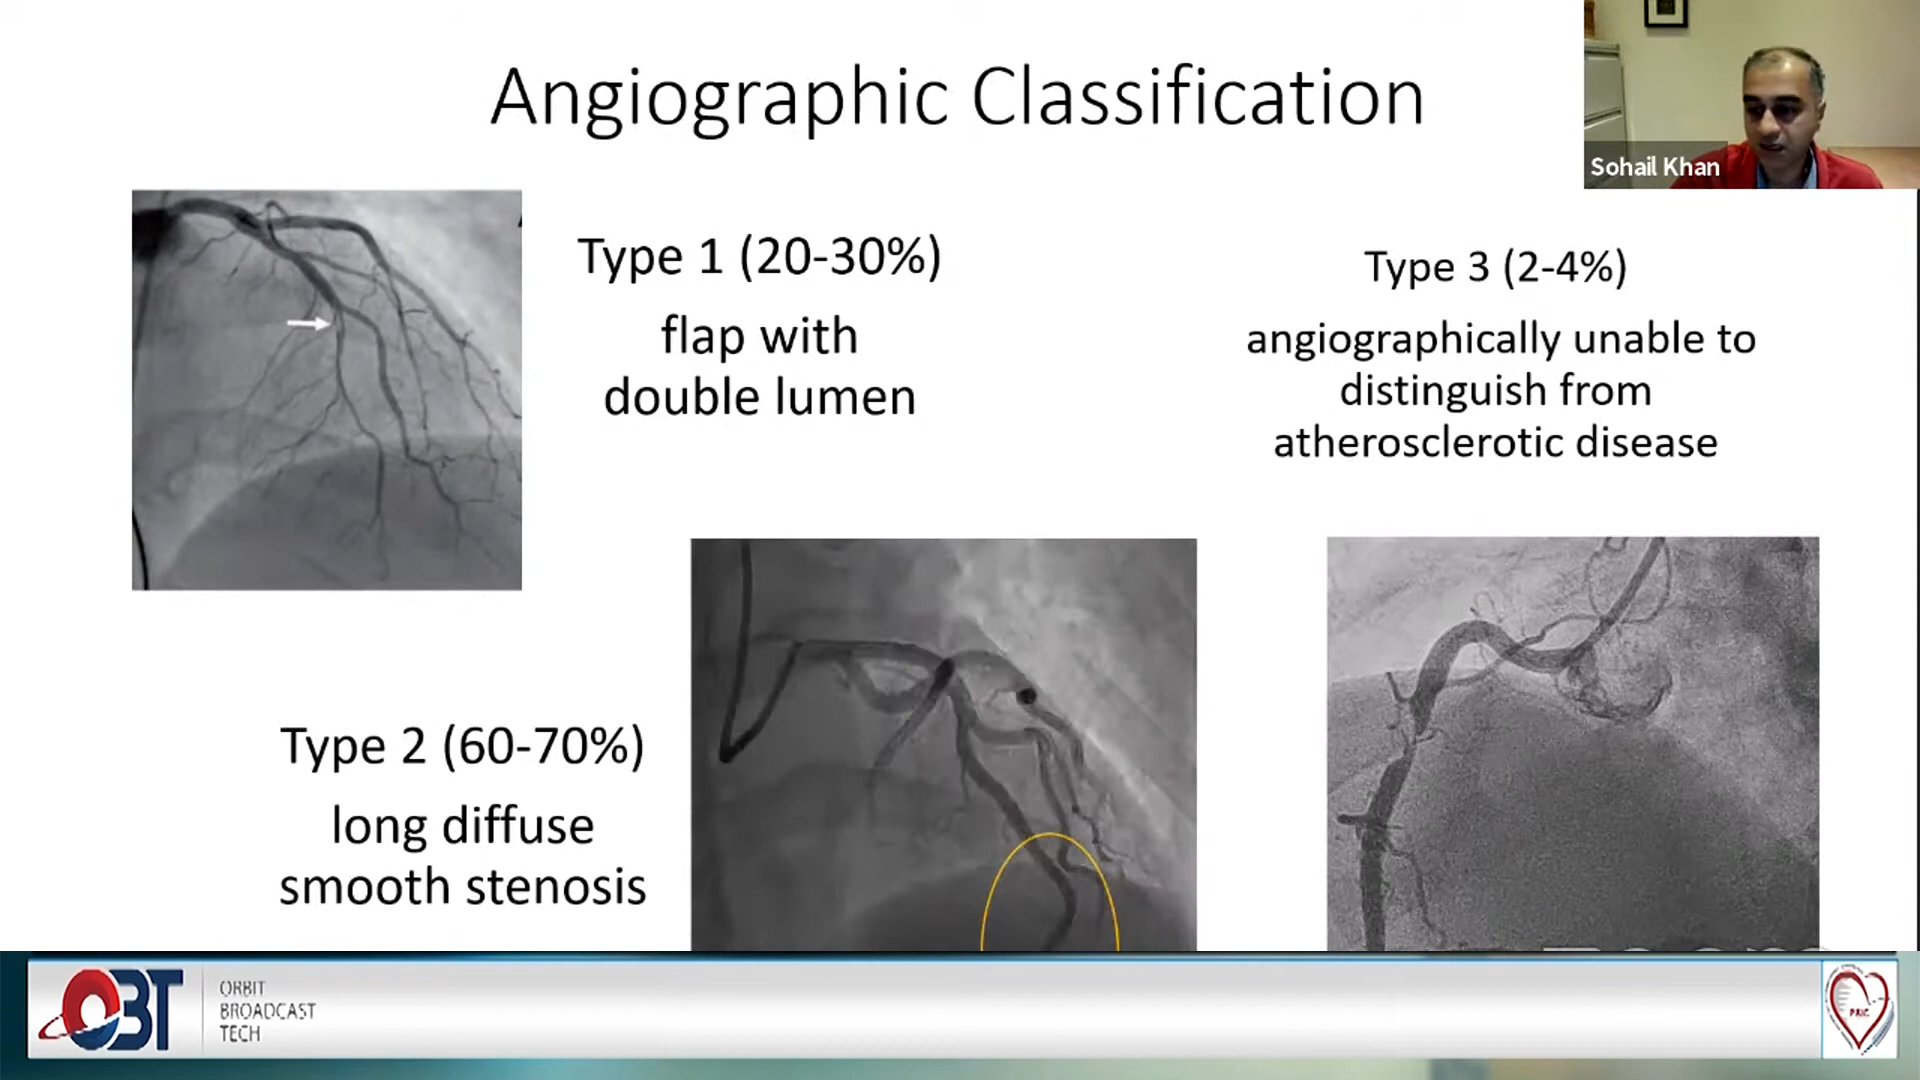 Angiographic Classification
Sohail Khan
Type 1 (20-30%)
flap with
double lumen
Type 3 (2-4%)
angiographically unable to
distinguish from
atherosclerotic disease
Type 2 (60-70%)
long diffuse
smooth stenosis
OBT
ORBIT
BROADCAST
TECH